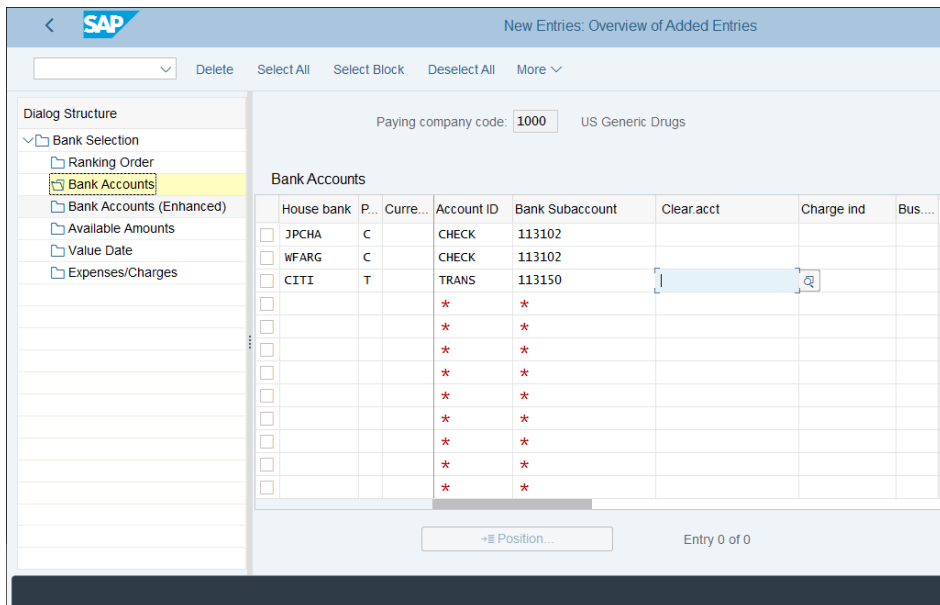 SAP
New Entries: Overview of Added Entries
Delete Select All Select Block Deselect All More
Dialog Structure
Bank Selection
Ranking Order
Bank Accounts
Bank Accounts (Enhanced)
Available Amounts
Value Date
Expenses/Charges
Paying company code: 1000 US Generic Drugs
Bank Accounts
House bank P... Curre... Account ID Bank Subaccount Clear.acct Charge ind Bus....
JPCHA C CHECK 113102
WFARG C CHECK 113102
CITI T TRANS 113150
* *
* *
* *
* *
* *
* *
* *
* *
* *
Position... Entry 0 of 0